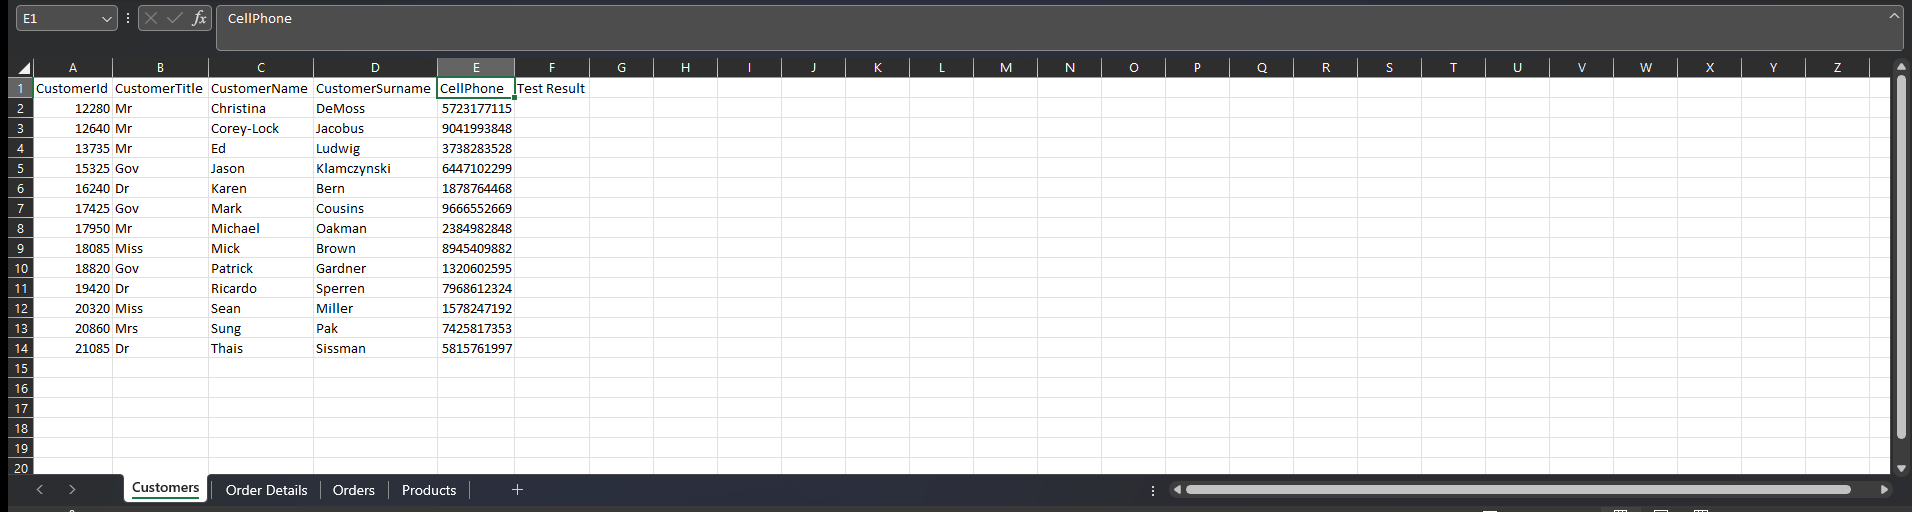 E1 fx CellPhone
A B C D E F G H I J K L M N O P Q R S T U V W X Y Z
1 CustomerId CustomerTitle CustomerName CustomerSurname CellPhone Test Result
2 12280 Mr Christina DeMoss 5723177115
3 12640 Mr Corey-Lock Jacobus 9041993848
4 13735 Mr Ed Ludwig 3738283528
5 15325 Gov Jason Klamczynski 6447102299
6 16240 Dr Karen Bern 1878764468
7 17425 Gov Mark Cousins 9666552669
8 17950 Mr Michael Oakman 2384982848
9 18085 Miss Mick Brown 8945409882
10 18820 Gov Patrick Gardner 1320602595
11 19420 Dr Ricardo Sperren 7968612324
12 20320 Miss Sean Miller 1578247192
13 20860 Mrs Sung Pak 7425817353
14 21085 Dr Thais Sissman 5815761997
15
16
17
18
19
20
Customers Order Details Orders Products